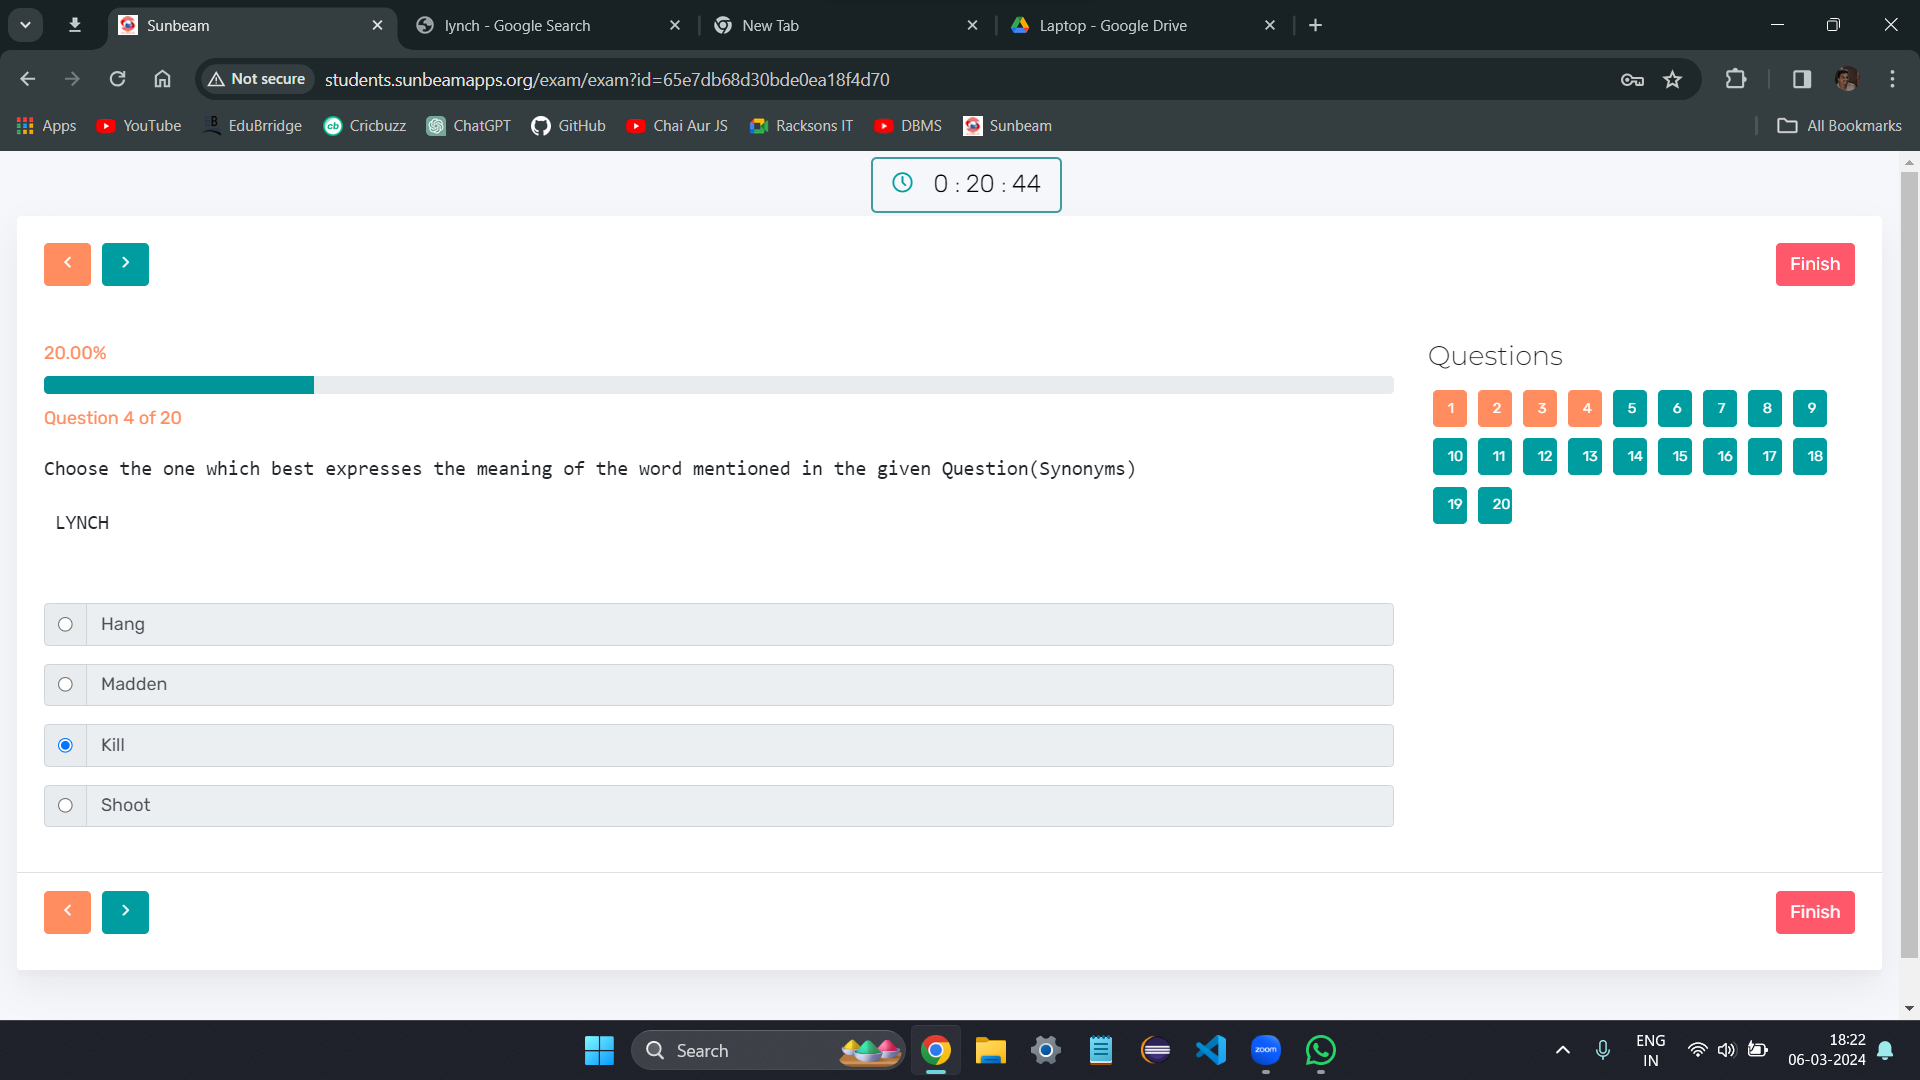 Sunbeam
lynch - Google Search
New Tab
Laptop - Google Drive
Not secure
students.sunbeamapps.org/exam/exam?id=65e7db68d30bde0ea18f4d70
Apps
YouTube
EduBrridge
Cricbuzz
ChatGPT
GitHub
Chai Aur JS
Racksons IT
DBMS
Sunbeam
All Bookmarks
0 : 20 : 44
Finish
20.00%
Question 4 of 20
Questions
1 2 3 4 5 6 7 8 9
10 11 12 13 14 15 16 17 18
19 20
Choose the one which best expresses the meaning of the word mentioned in the given Question(Synonyms)
LYNCH
Hang
Madden
Kill
Shoot
Finish
Search
zoom
ENG
IN
18:22
06-03-2024